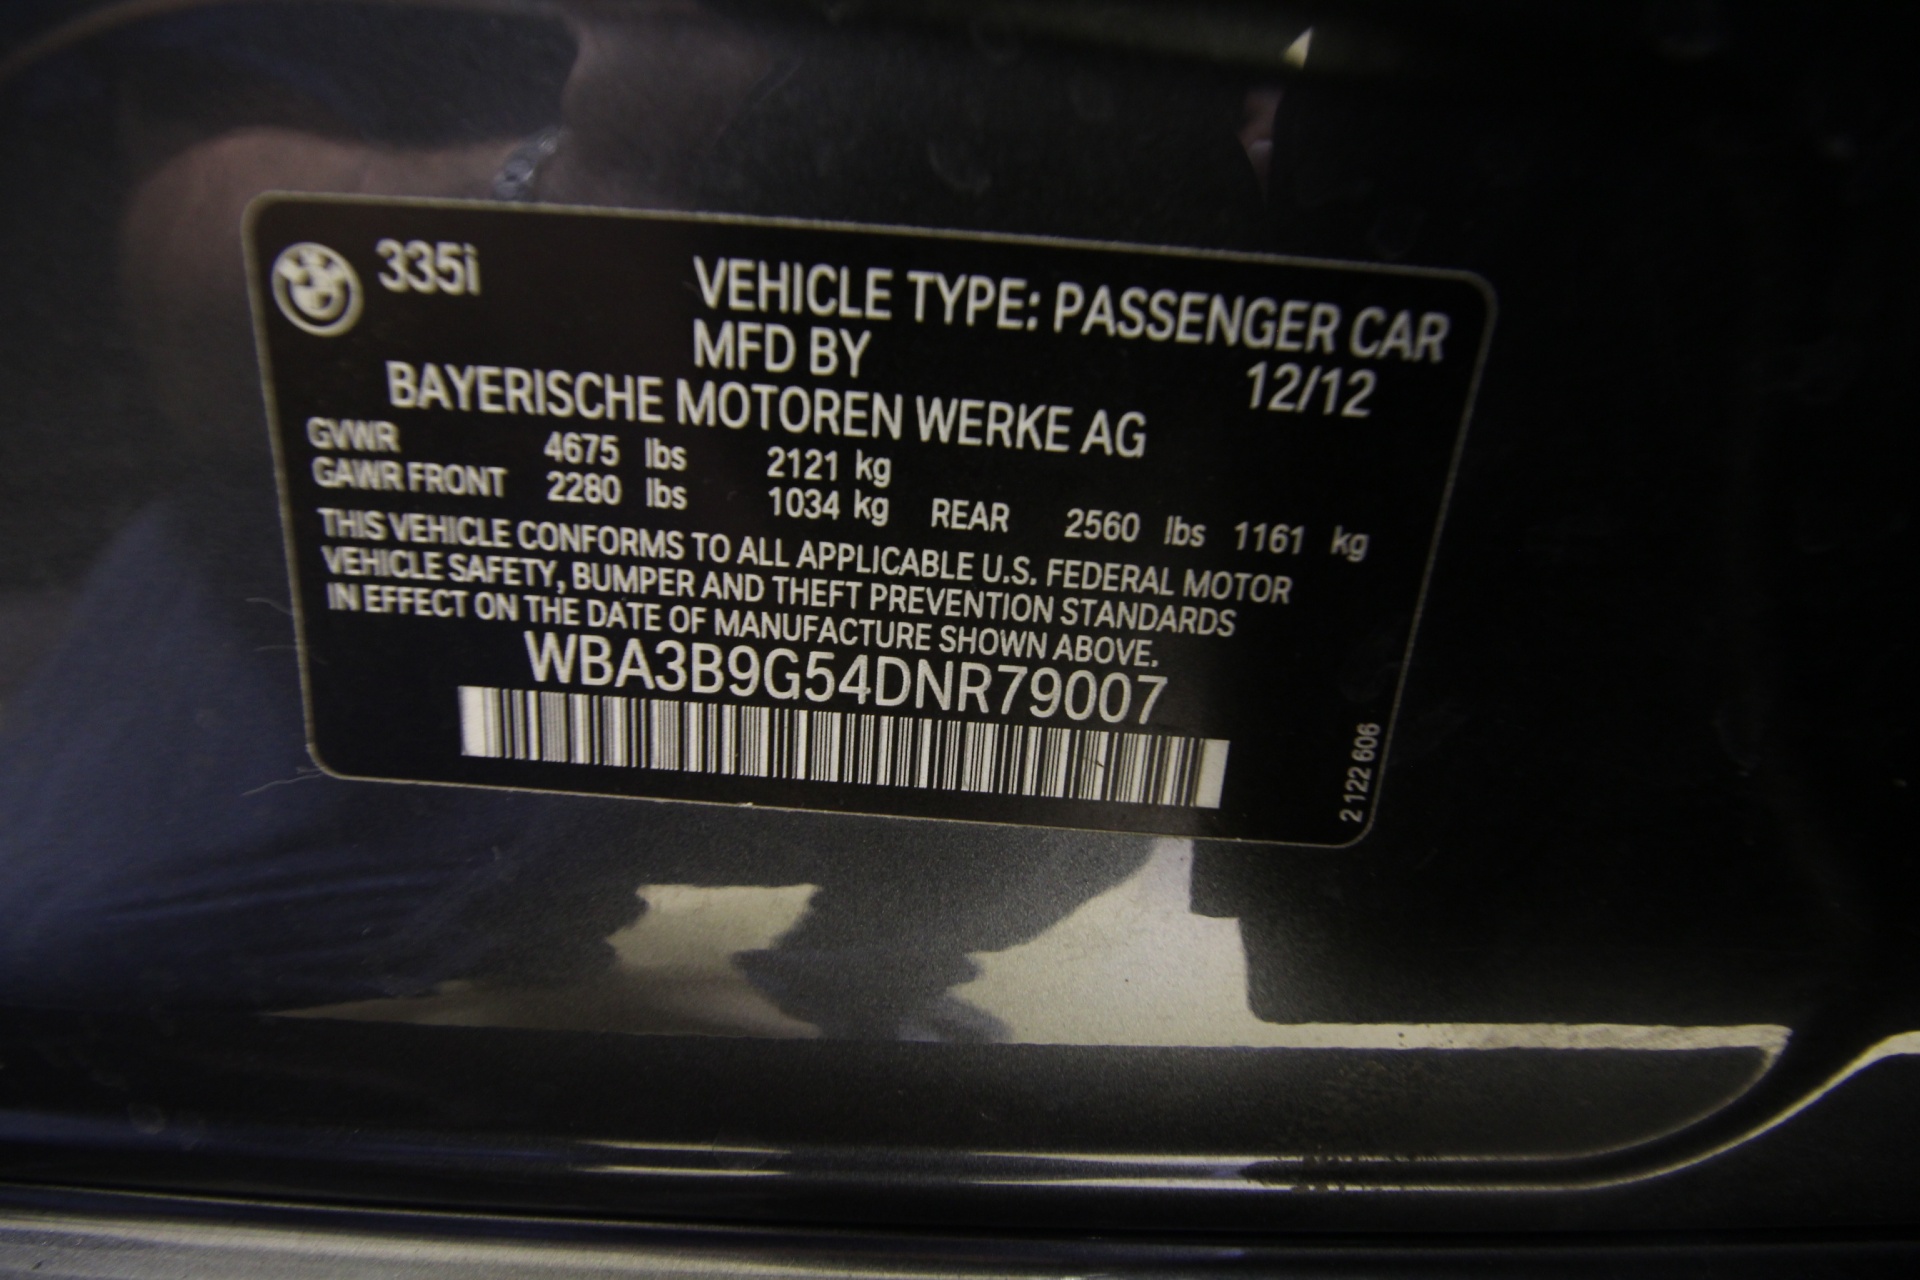 335i
VEHICLE TYPE: PASSENGER CAR
MFD BY 12/12
BAYERISCHE MOTOREN WERKE AG
GVWR 4675 lbs 2121 kg
GAWR FRONT 2280 lbs 1034 kg REAR 2560 lbs 1161 kg
THIS VEHICLE CONFORMS TO ALL APPLICABLE U.S. FEDERAL MOTOR
VEHICLE SAFETY, BUMPER AND THEFT PREVENTION STANDARDS
IN EFFECT ON THE DATE OF MANUFACTURE SHOWN ABOVE.
WBA3B9G54DNR79007
2 122 606